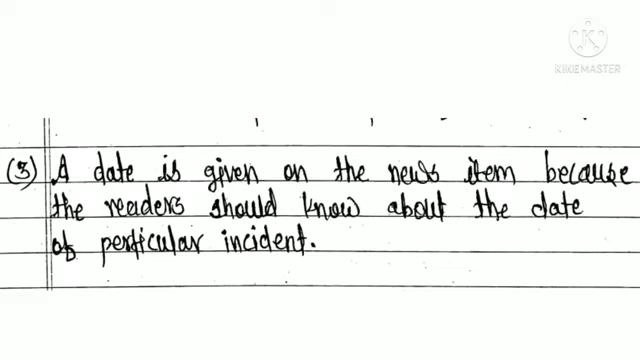 KINEMASTER
(3) A date is given on the news item because
the readers should know about the date
of perticular incident.